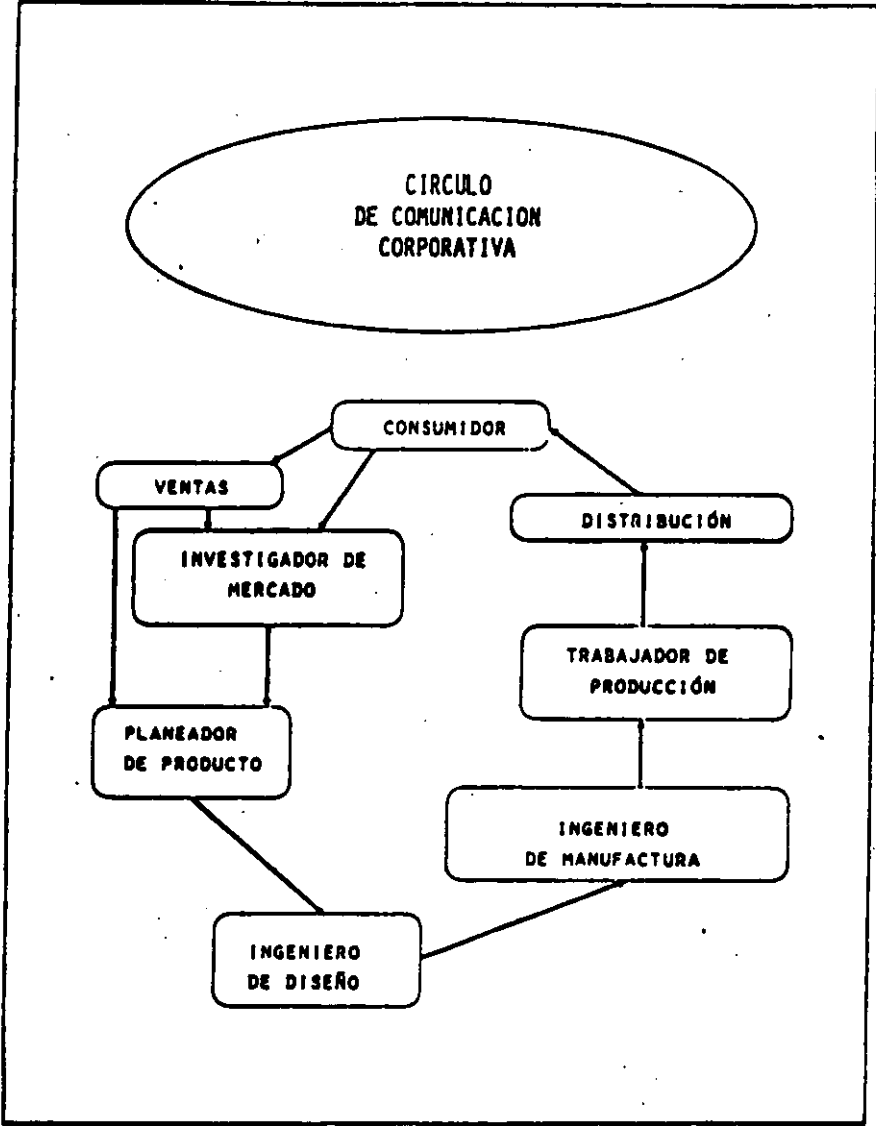 CIRCULO
DE COMUNICACION
CORPORATIVA
CONSUMIDOR
VENTAS
DISTRIBUCIÓN
INVESTIGADOR DE
MERCADO
TRABAJADOR DE
PRODUCCIÓN
PLANEADOR
DE PRODUCTO
INGENIERO
DE MANUFACTURA
INGENIERO
DE DISEÑO